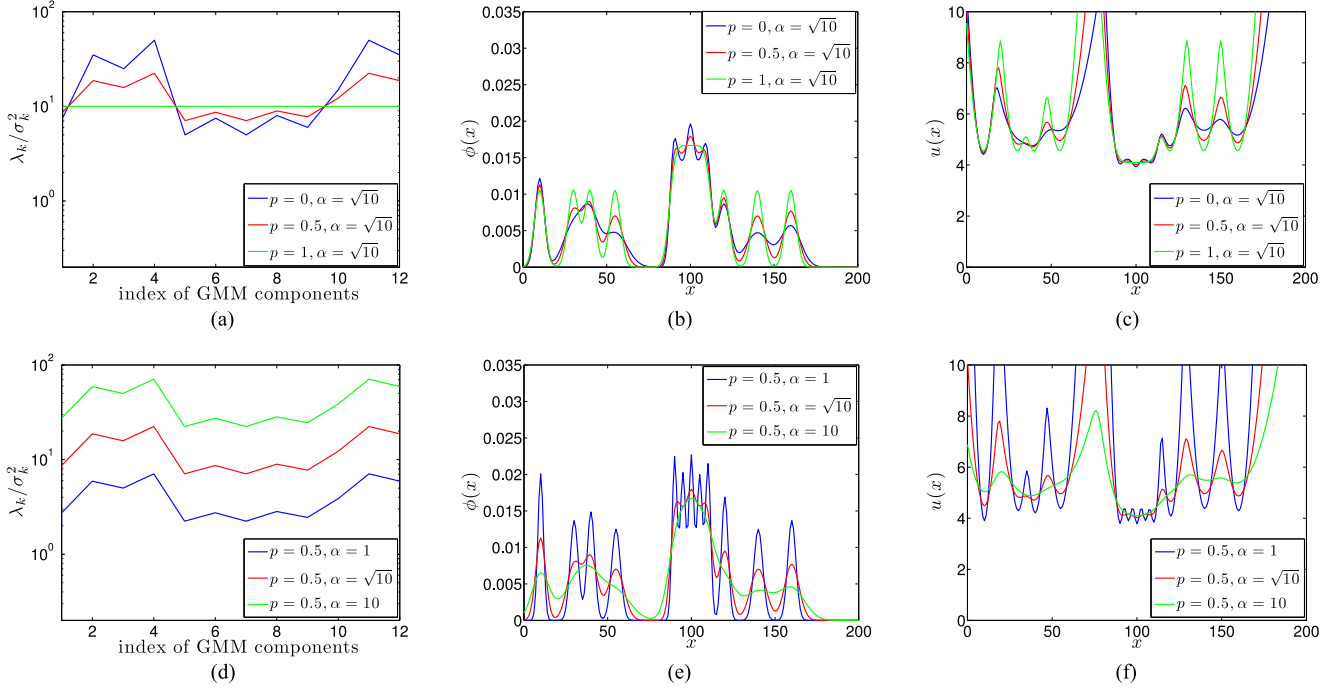 10^2
10^1
10^0
λ_k/σ_k^2
2 4 6 8 10 12
index of GMM components
p = 0, α = √10
p = 0.5, α = √10
p = 1, α = √10
(a)
0.035
0.03
0.025
0.02
0.015
0.01
0.005
0
ϕ(x)
0 50 100 150 200
x
p = 0, α = √10
p = 0.5, α = √10
p = 1, α = √10
(b)
10
8
6
4
2
0
u(x)
0 50 100 150 200
x
p = 0, α = √10
p = 0.5, α = √10
p = 1, α = √10
(c)
10^2
10^1
10^0
λ_k/σ_k^2
2 4 6 8 10 12
index of GMM components
p = 0.5, α = 1
p = 0.5, α = √10
p = 0.5, α = 10
(d)
0.035
0.03
0.025
0.02
0.015
0.01
0.005
0
ϕ(x)
0 50 100 150 200
x
p = 0.5, α = 1
p = 0.5, α = √10
p = 0.5, α = 10
(e)
10
8
6
4
2
0
u(x)
0 50 100 150 200
x
p = 0.5, α = 1
p = 0.5, α = √10
p = 0.5, α = 10
(f)